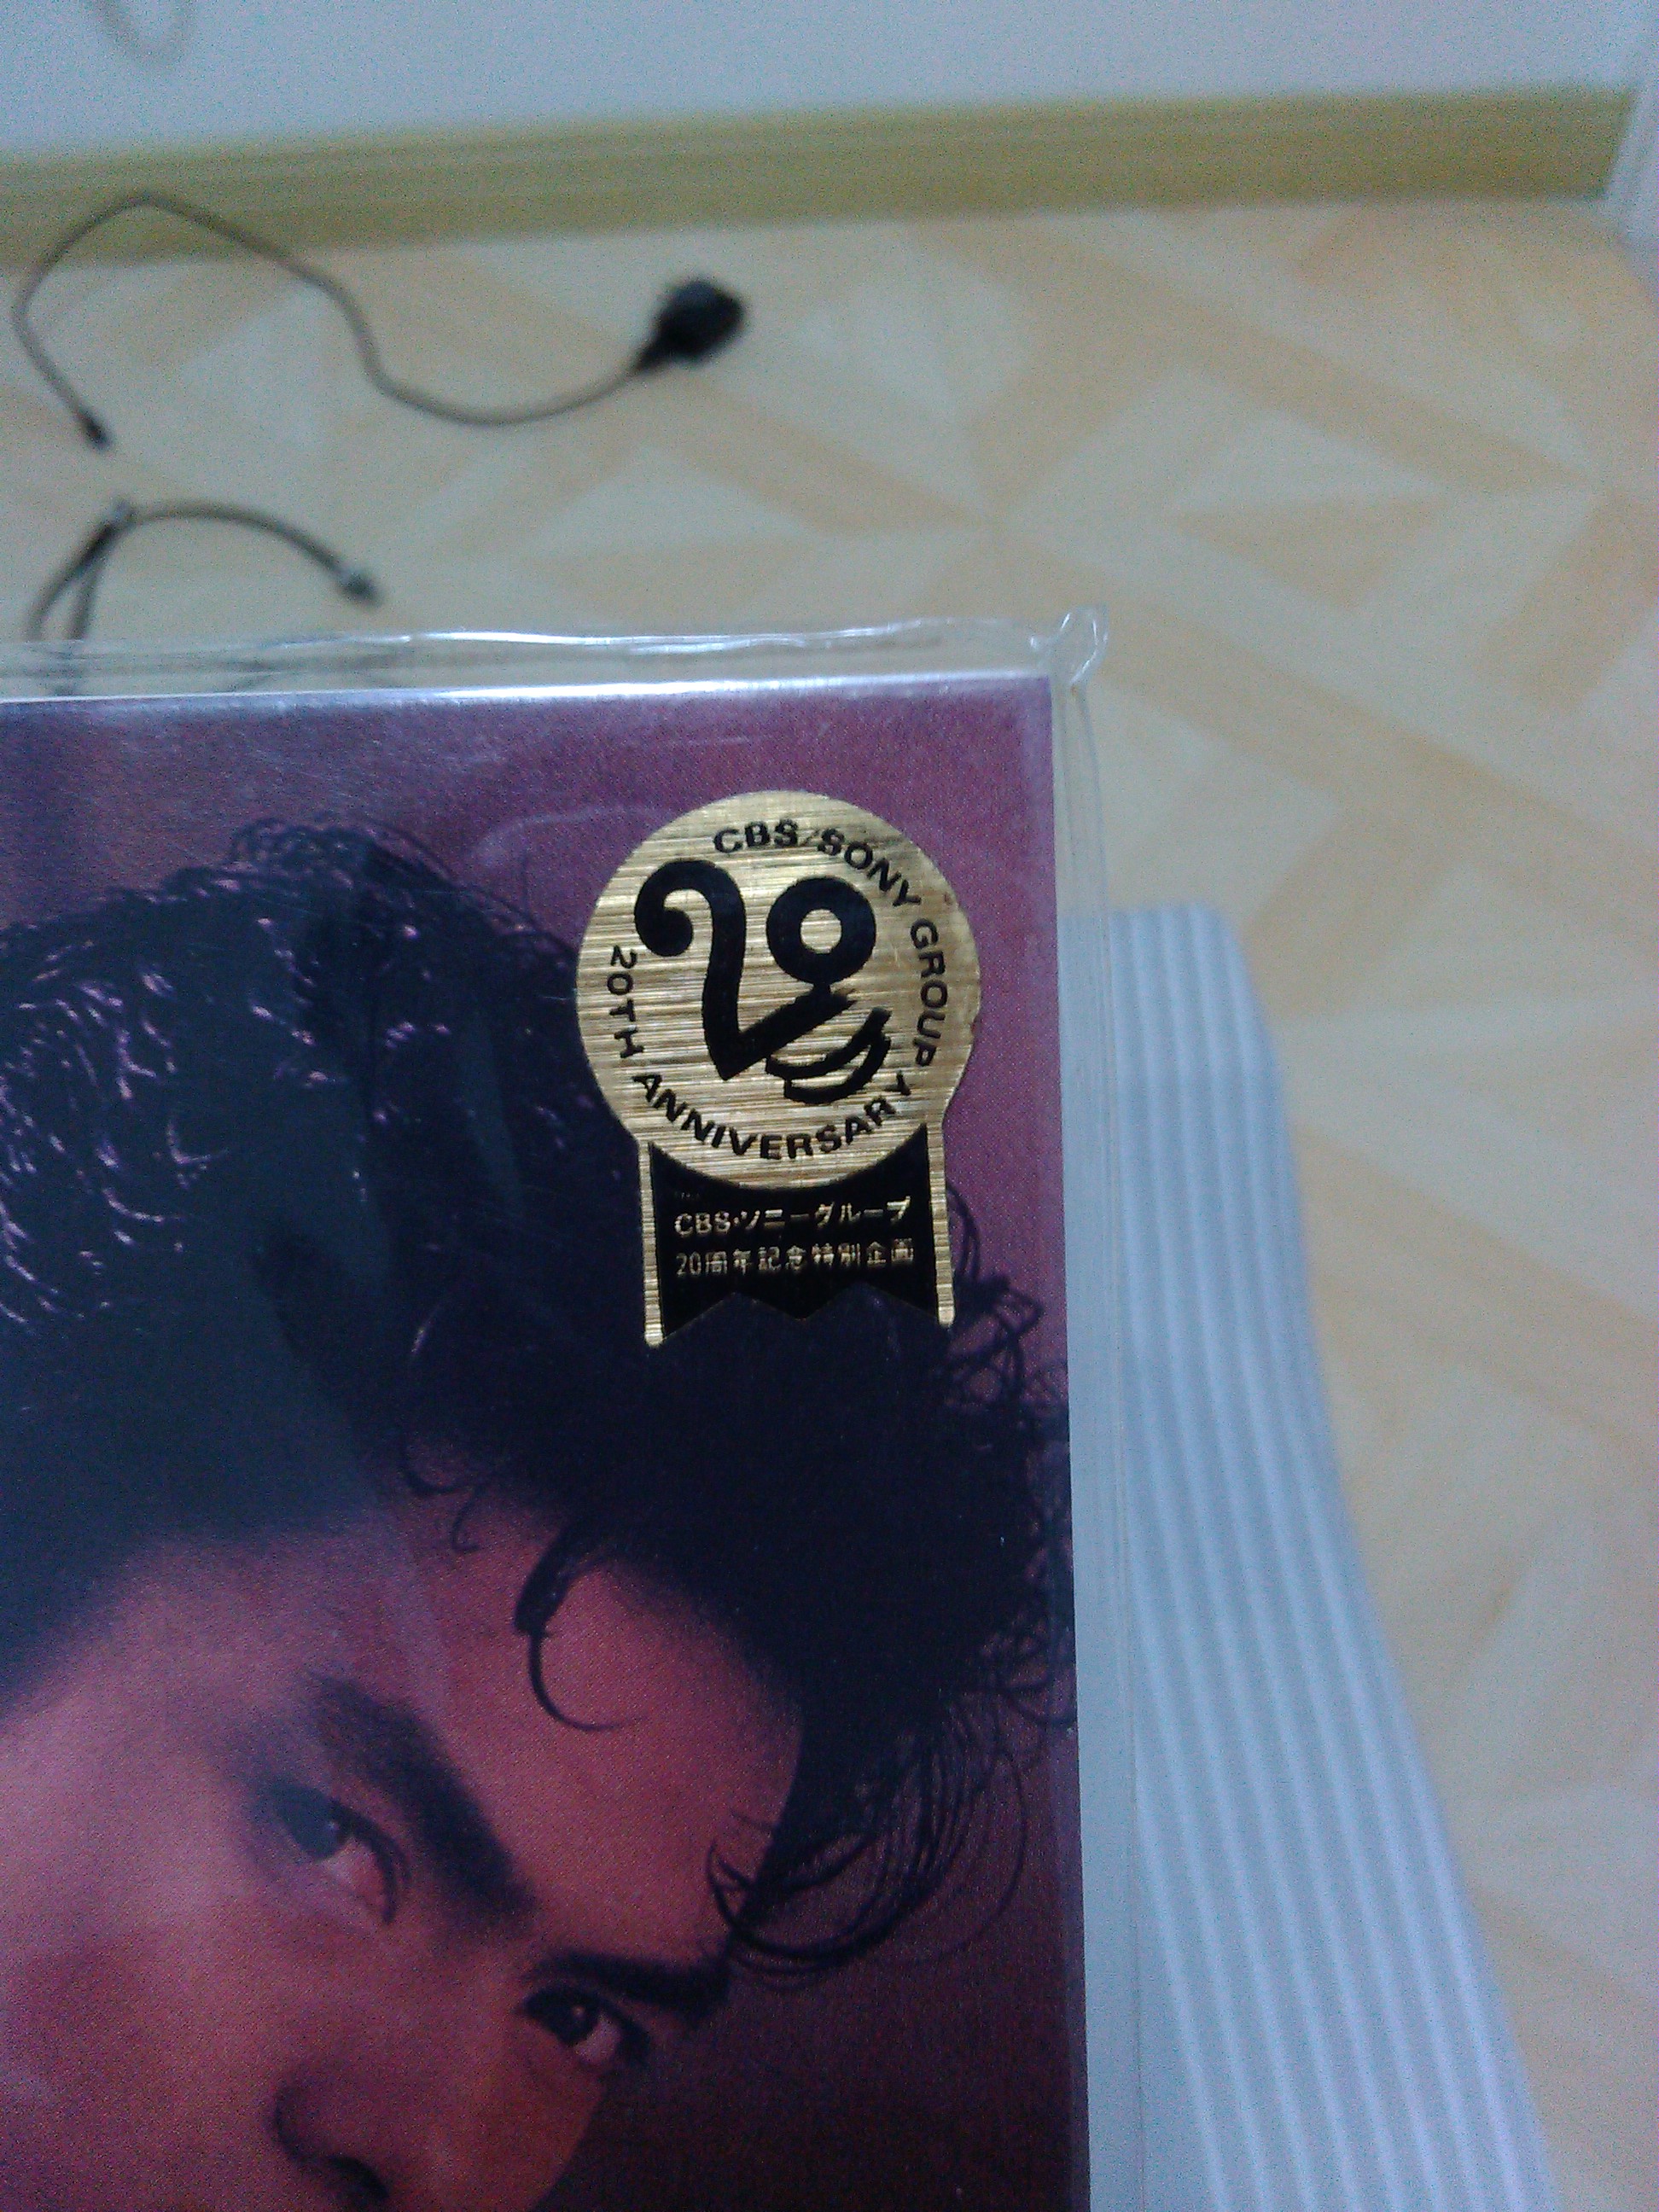 CBS/SONY GROUP
20
20TH ANNIVERSARY
CBS・ソニーグループ
20周年記念特別企画